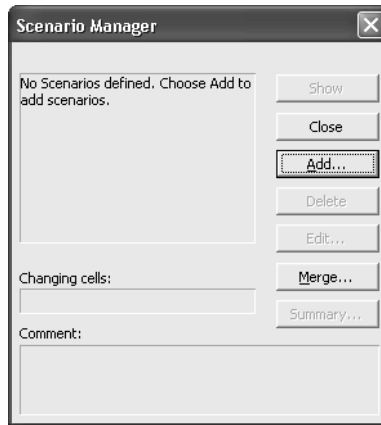 Scenario Manager
No Scenarios defined. Choose Add to
add scenarios.
Show
Close
Add...
Delete
Edit...
Changing cells:
Merge...
Summary...
Comment: